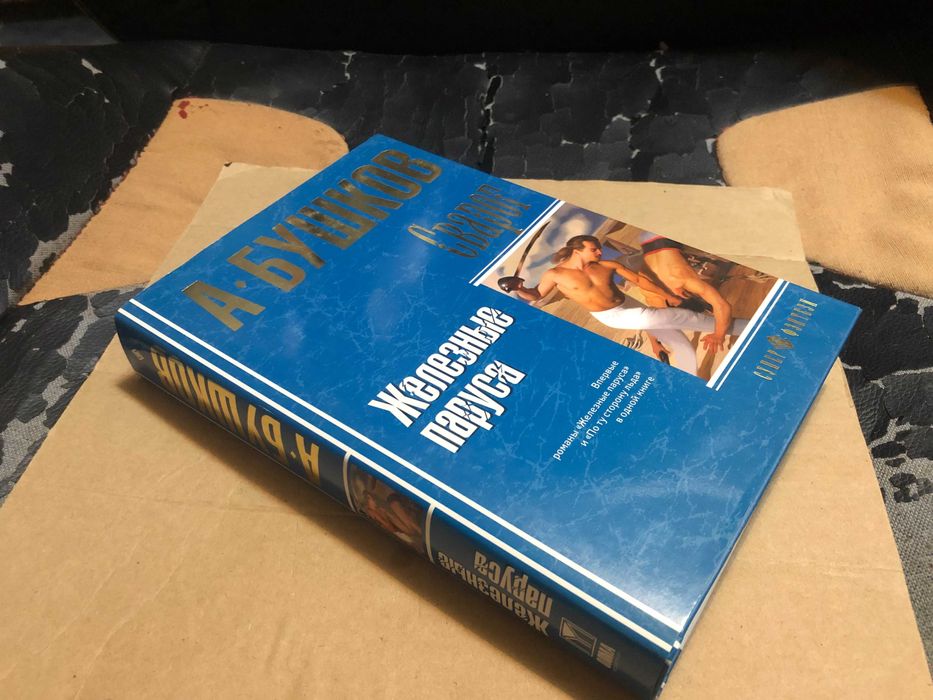 А·БУШКОВ
Сварог
Железные
паруса
Впервые
романы «Железные паруса»
и «По ту сторону льда»
в одной книге
А·БУШКОВ
Железные
паруса